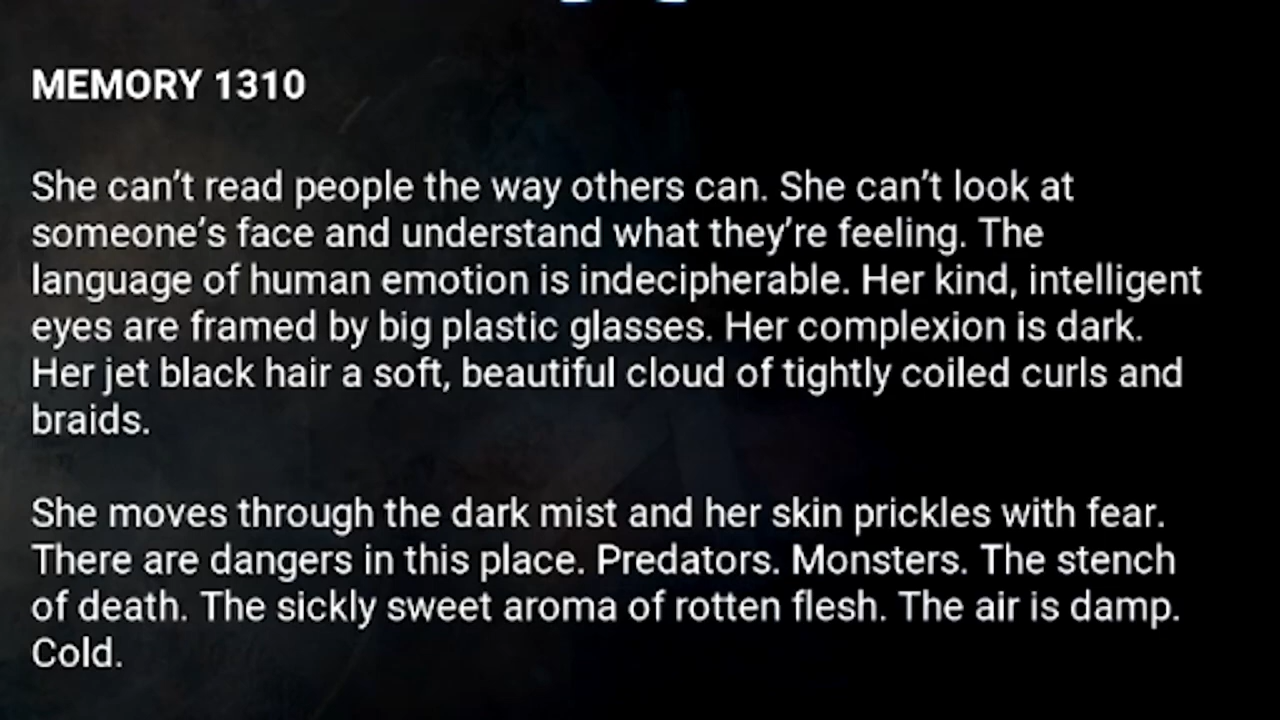 MEMORY 1310
She can’t read people the way others can. She can’t look at
someone’s face and understand what they’re feeling. The
language of human emotion is indecipherable. Her kind, intelligent
eyes are framed by big plastic glasses. Her complexion is dark.
Her jet black hair a soft, beautiful cloud of tightly coiled curls and
braids.
She moves through the dark mist and her skin prickles with fear.
There are dangers in this place. Predators. Monsters. The stench
of death. The sickly sweet aroma of rotten flesh. The air is damp.
Cold.